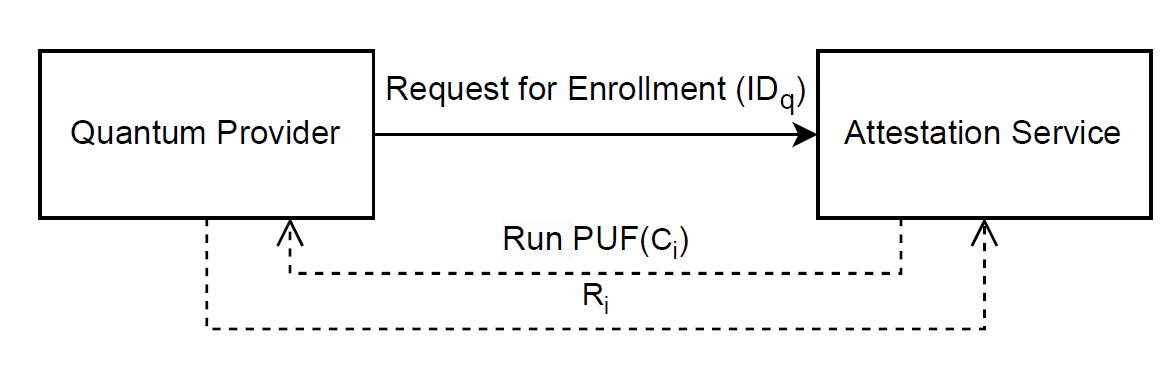 Request for Enrollment (IDq)
Quantum Provider
Attestation Service
Run PUF(Ci)
Ri